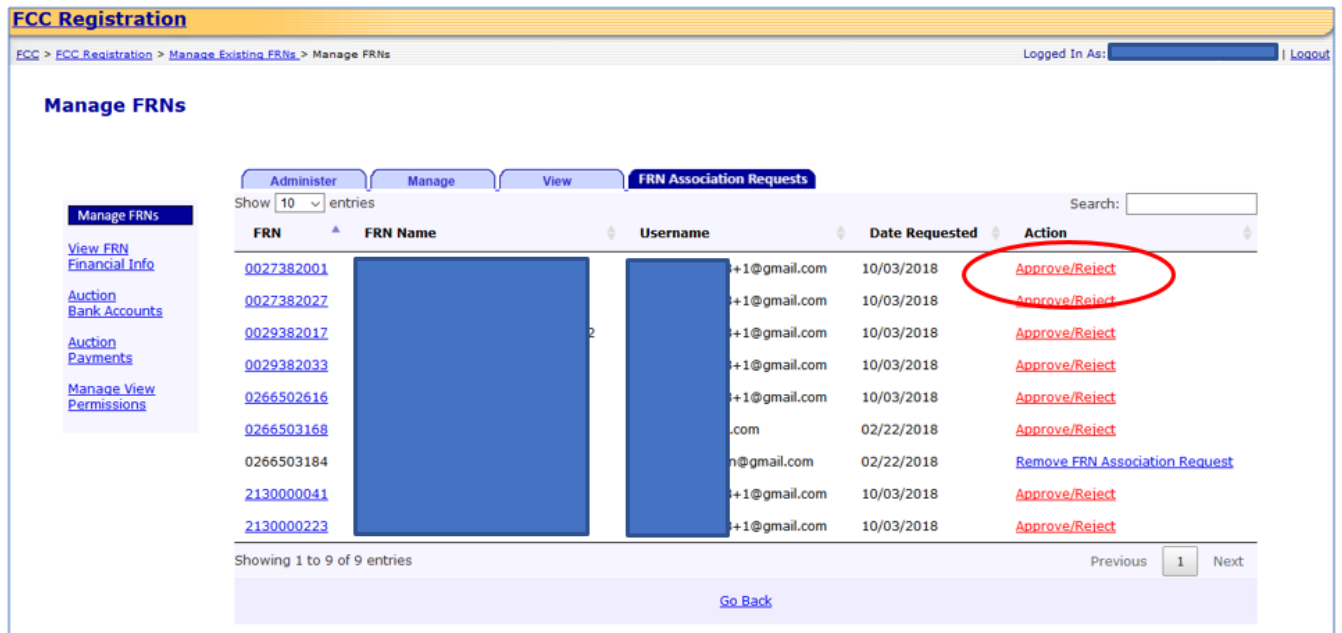 FCC Registration
FCC > FCC Registration > Manage Existing FRNs > Manage FRNs Logged In As: | Logout
Manage FRNs
Administer Manage View FRN Association Requests
Show 10 entries Search:
Manage FRNs
View FRN
Financial Info
Auction
Bank Accounts
Auction
Payments
Manage View
Permissions
FRN FRN Name Username Date Requested Action
0027382001 +1@gmail.com 10/03/2018 Approve/Reject
0027382027 +1@gmail.com 10/03/2018 Approve/Reject
0029382017 2 +1@gmail.com 10/03/2018 Approve/Reject
0029382033 +1@gmail.com 10/03/2018 Approve/Reject
0266502616 +1@gmail.com 10/03/2018 Approve/Reject
0266503168 .com 02/22/2018 Approve/Reject
0266503184 n@gmail.com 02/22/2018 Remove FRN Association Request
2130000041 +1@gmail.com 10/03/2018 Approve/Reject
2130000223 +1@gmail.com 10/03/2018 Approve/Reject
Showing 1 to 9 of 9 entries Previous 1 Next
Go Back